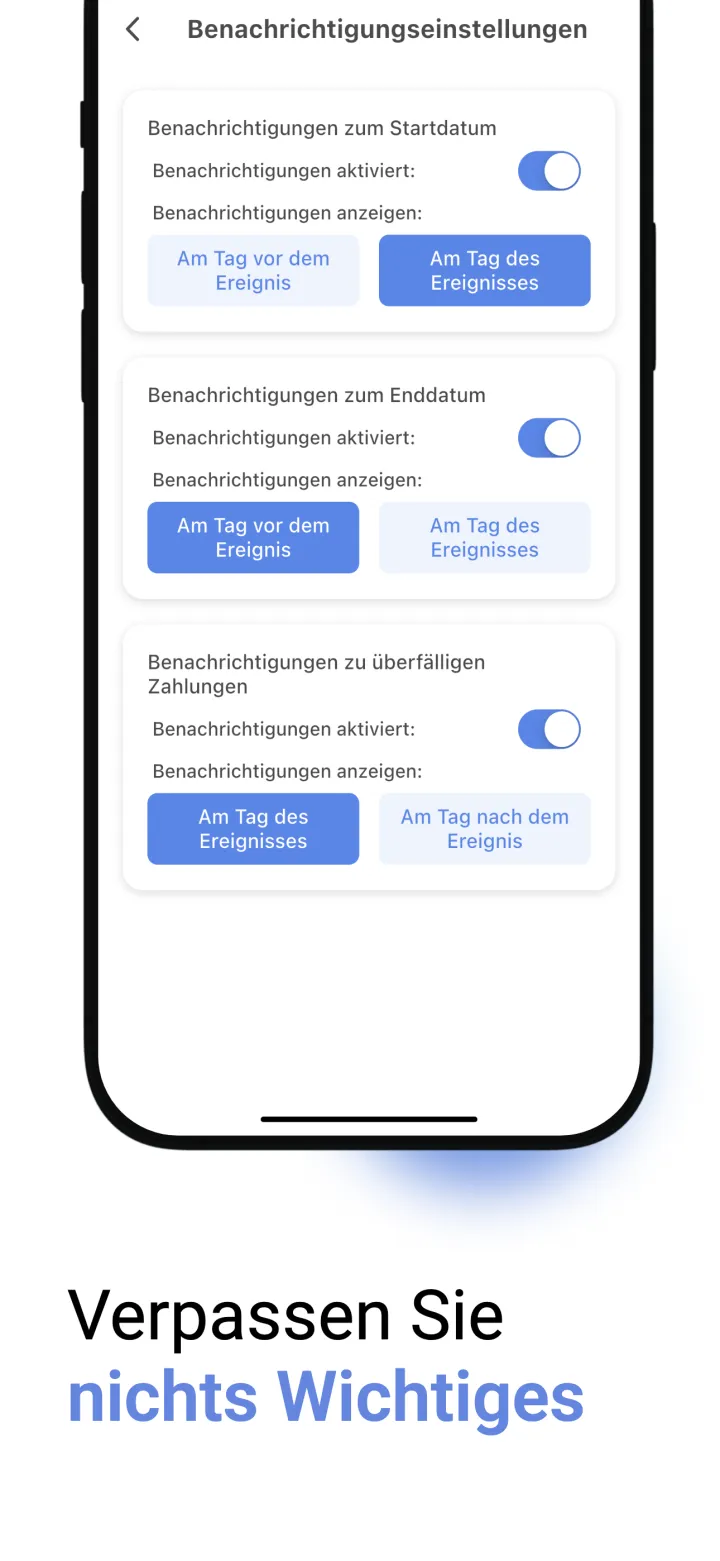 Benachrichtigungseinstellungen
Benachrichtigungen zum Startdatum
Benachrichtigungen aktiviert:
Benachrichtigungen anzeigen:
Am Tag vor dem
Ereignis
Am Tag des
Ereignisses
Benachrichtigungen zum Enddatum
Benachrichtigungen aktiviert:
Benachrichtigungen anzeigen:
Am Tag vor dem
Ereignis
Am Tag des
Ereignisses
Benachrichtigungen zu überfälligen
Zahlungen
Benachrichtigungen aktiviert:
Benachrichtigungen anzeigen:
Am Tag des
Ereignisses
Am Tag nach dem
Ereignis
Verpassen Sie
nichts Wichtiges